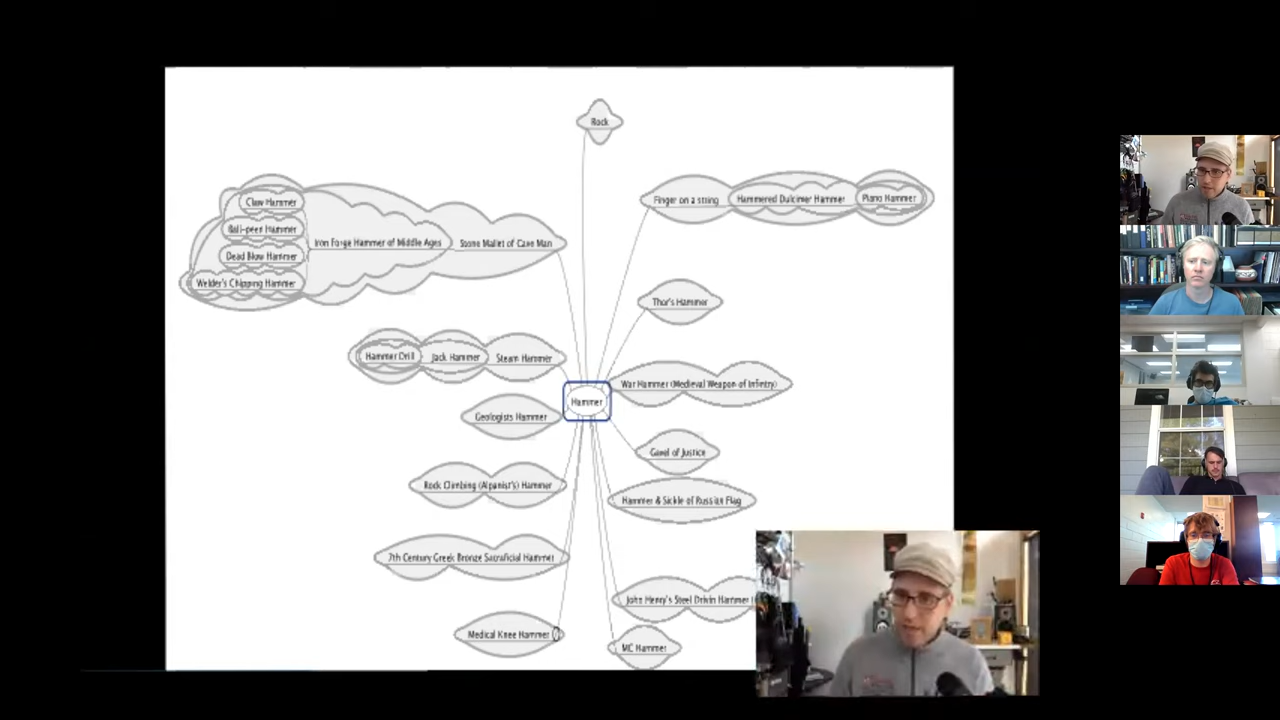 Rock
Claw Hammer
Ball-peen Hammer
Dead Blow Hammer
Welder's Chipping Hammer
Iron Forge Hammer of Middle Ages
Stone Mallet of Cave Man
Finger on a string
Hammered Dulcimer Hammer
Piano Hammer
Thor's Hammer
Hammer Drill
Jack Hammer
Steam Hammer
War Hammer (Medieval Weapon of Infintry)
Hammer
Geologists Hammer
Gavel of Justice
Rock Climbing (Alpanist's) Hammer
Hammer & Sickle of Russian Flag
7th Century Greek Bronze Sacraficial Hammer
John Henry's Steel Drivin Hammer
Medical Knee Hammer
MC Hammer